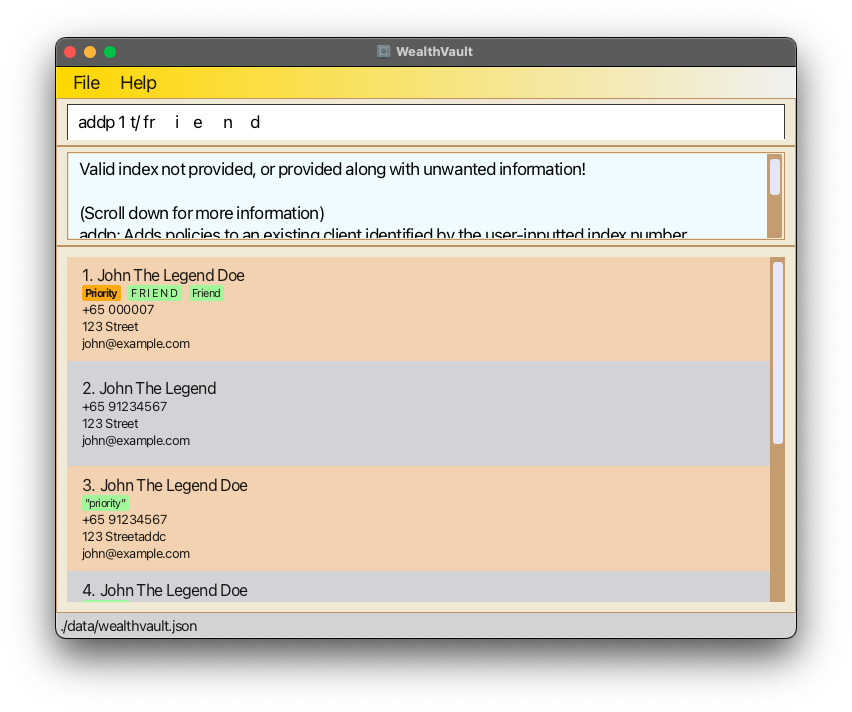 WealthVault
File Help
addp 1 t/ fr i e n d
Valid index not provided, or provided along with unwanted information!
(Scroll down for more information)
addp: Adds policies to an existing client identified by the user-inputted index number
1. John The Legend Doe
Priority F R I E N D Friend
+65 000007
123 Street
john@example.com
2. John The Legend
+65 91234567
123 Street
john@example.com
3. John The Legend Doe
"priority"
+65 91234567
123 Streetaddc
john@example.com
4. John The Legend Doe
./data/wealthvault.json